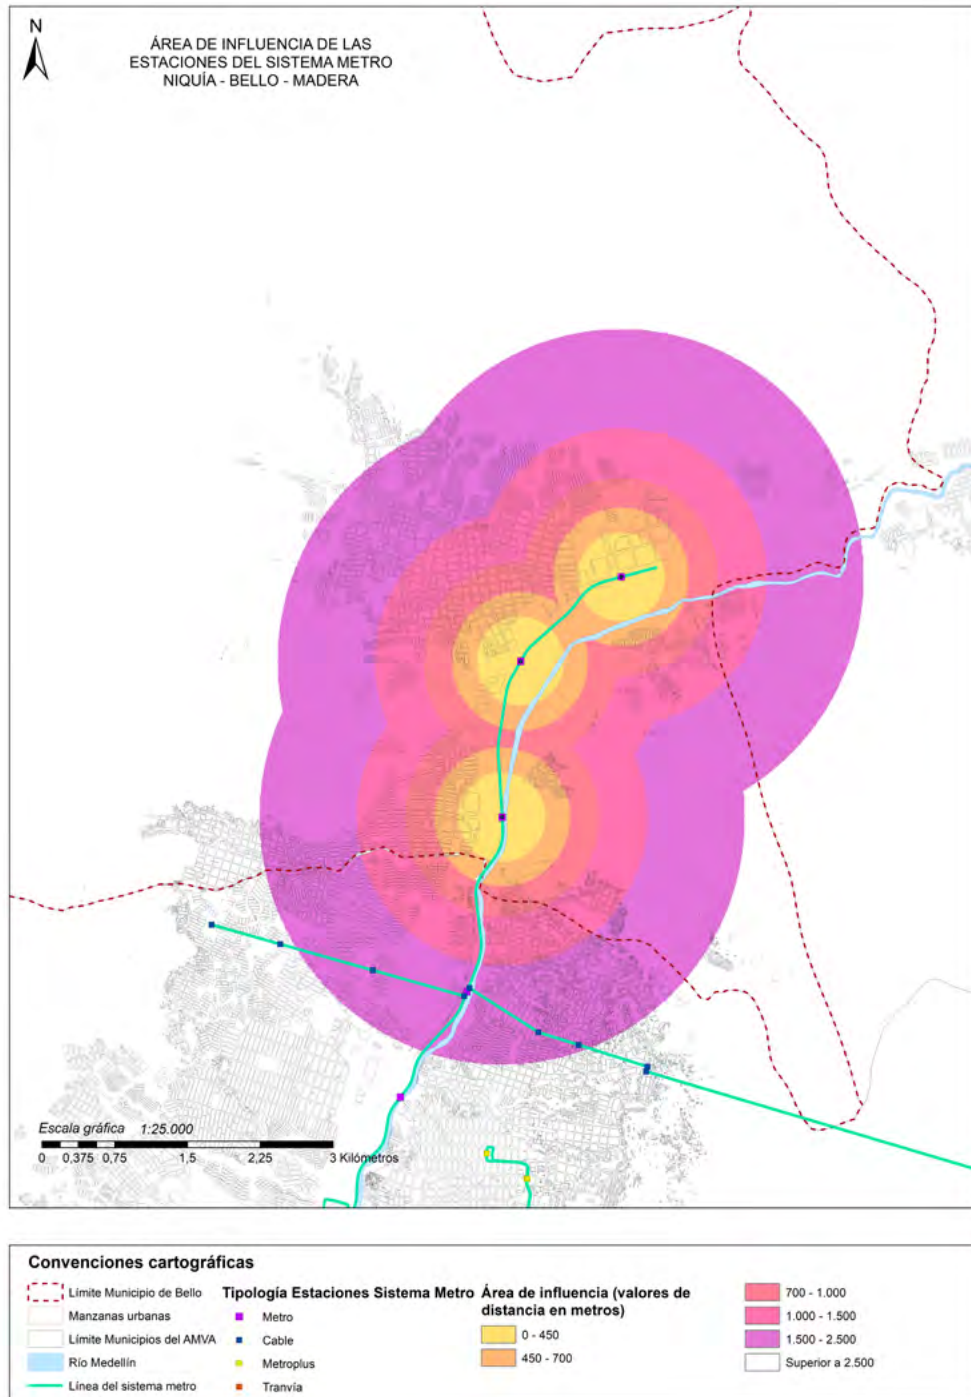 N
ÁREA DE INFLUENCIA DE LAS
ESTACIONES DEL SISTEMA METRO
NIQUÍA - BELLO - MADERA
Escala gráfica 1:25.000
0 0,375 0,75 1,5 2,25 3 Kilómetros
Convenciones cartográficas
Límite Municipio de Bello
Manzanas urbanas
Límite Municipios del AMVA
Río Medellín
Línea del sistema metro
Tipología Estaciones Sistema Metro
Metro
Cable
Metroplus
Tranvía
Área de influencia (valores de
distancia en metros)
0 - 450
450 - 700
700 - 1.000
1.000 - 1.500
1.500 - 2.500
Superior a 2.500